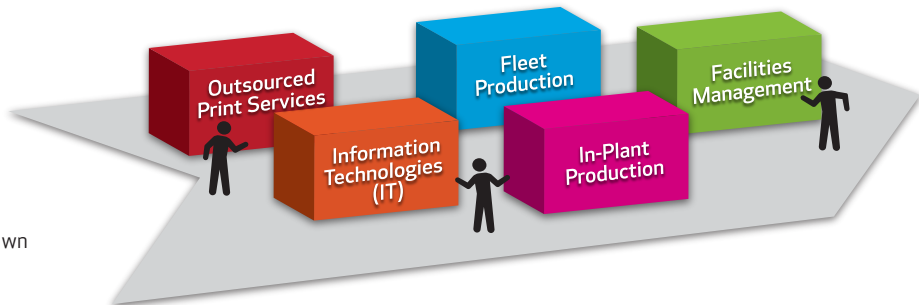 Outsourced
Print Services
Information
Technologies
(IT)
Fleet
Production
In-Plant
Production
Facilities
Management
wn